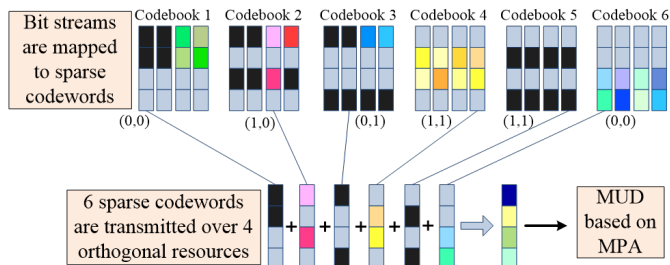 Bit streams
are mapped
to sparse
codewords
Codebook 1
Codebook 2
Codebook 3
Codebook 4
Codebook 5
Codebook 6
(0,0)
(1,0)
(0,1)
(1,1)
(1,1)
(0,0)
6 sparse codewords
are transmitted over 4
orthogonal resources
+ + + + +
MUD
based on
MPA